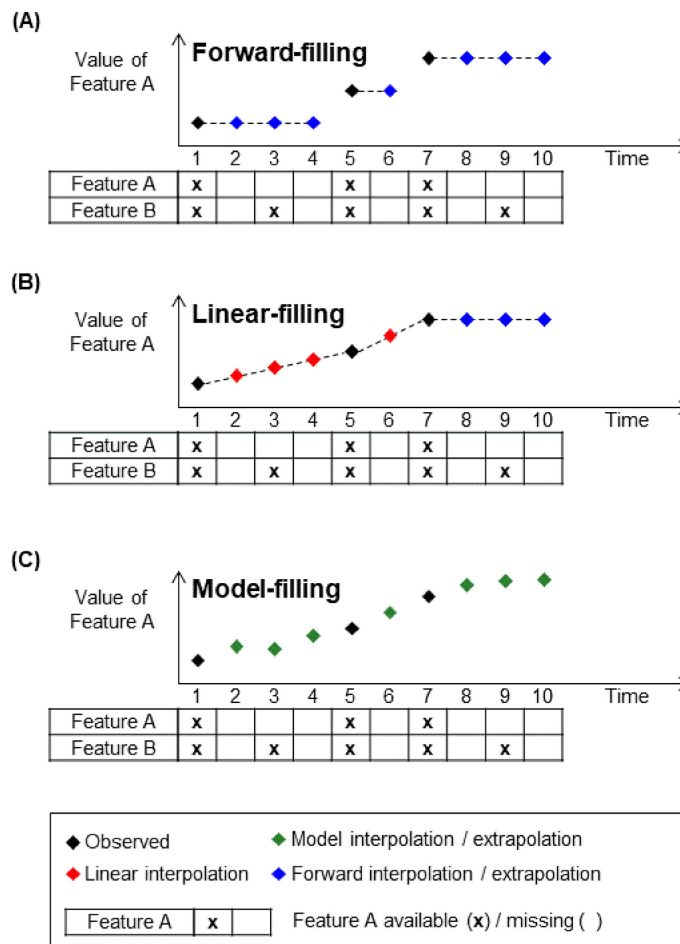 (A)
Forward-filling
Value of
Feature A
1 2 3 4 5 6 7 8 9 10 Time
Feature A x x x
Feature B x x x x x
(B)
Linear-filling
Value of
Feature A
1 2 3 4 5 6 7 8 9 10 Time
Feature A x x x
Feature B x x x x x
(C)
Model-filling
Value of
Feature A
1 2 3 4 5 6 7 8 9 10 Time
Feature A x x x
Feature B x x x x x
Observed Model interpolation / extrapolation
Linear interpolation Forward interpolation / extrapolation
Feature A x Feature A available (x) / missing ( )